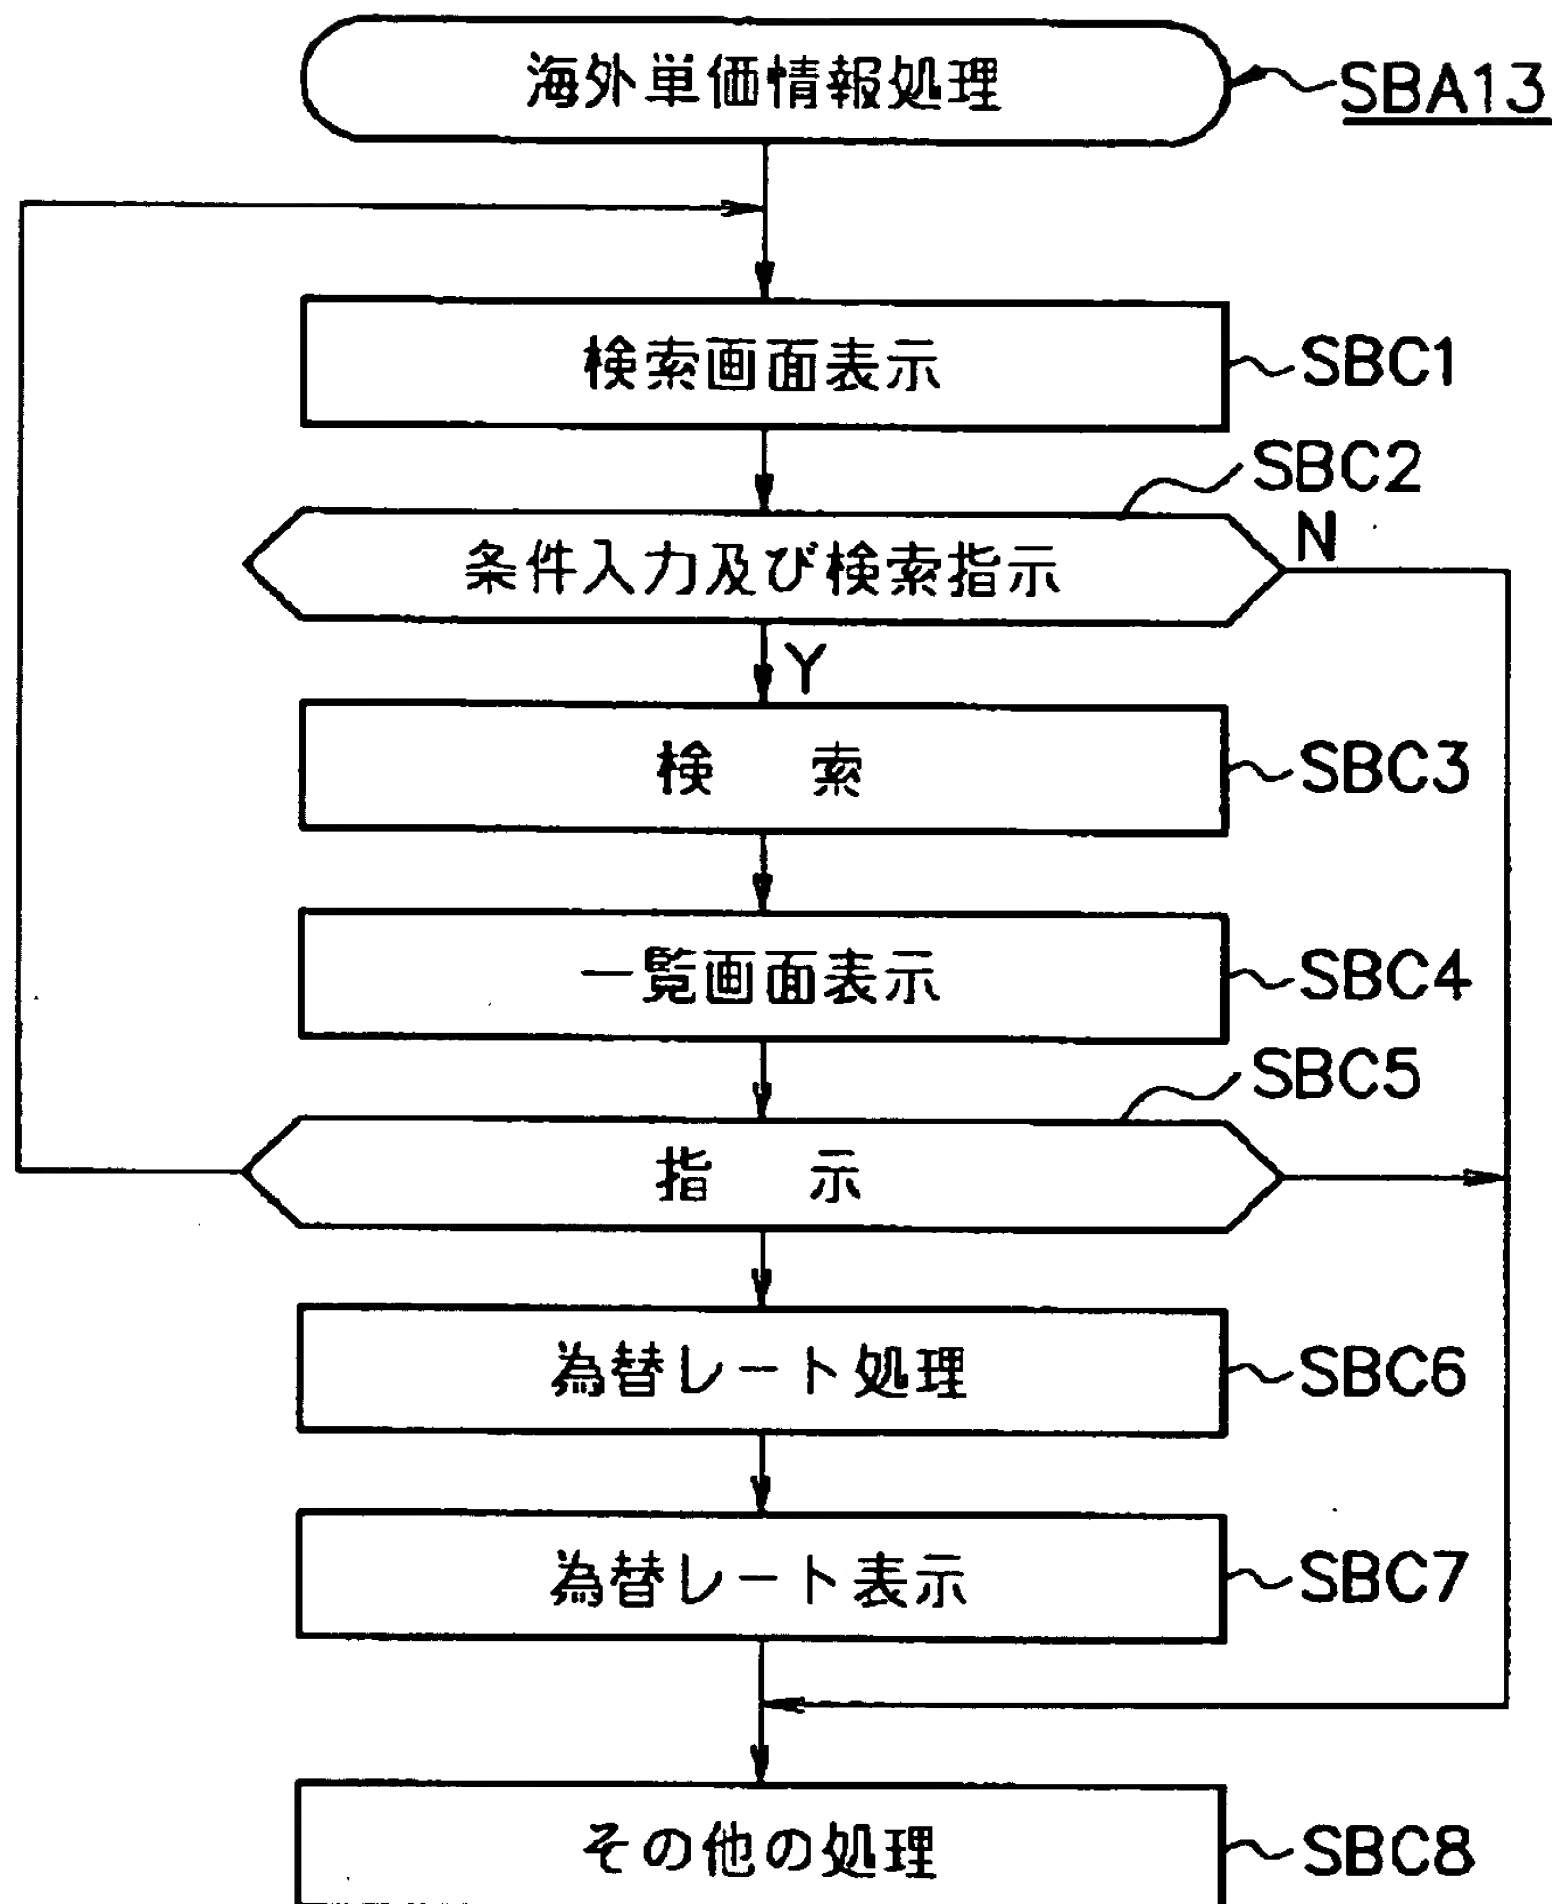 海外単価情報処理
SBA13
検索画面表示
SBC1
SBC2
条件入力及び検索指示
N
Y
検 索
SBC3
一覧画面表示
SBC4
SBC5
指 示
為替レート処理
SBC6
為替レート表示
SBC7
その他の処理
SBC8